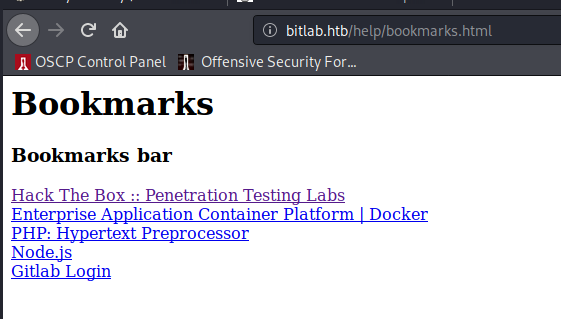 bitlab.htb/help/bookmarks.html
OSCP Control Panel Offensive Security For...
Bookmarks
Bookmarks bar
Hack The Box :: Penetration Testing Labs
Enterprise Application Container Platform | Docker
PHP: Hypertext Preprocessor
Node.js
Gitlab Login